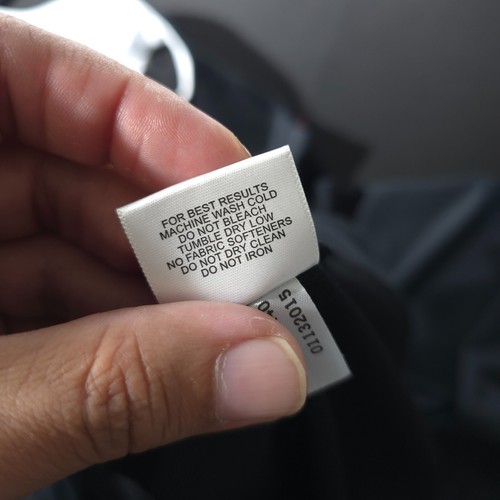 FOR BEST RESULTS
MACHINE WASH COLD
DO NOT BLEACH
TUMBLE DRY LOW
NO FABRIC SOFTENERS
DO NOT DRY CLEAN
DO NOT IRON
01132015